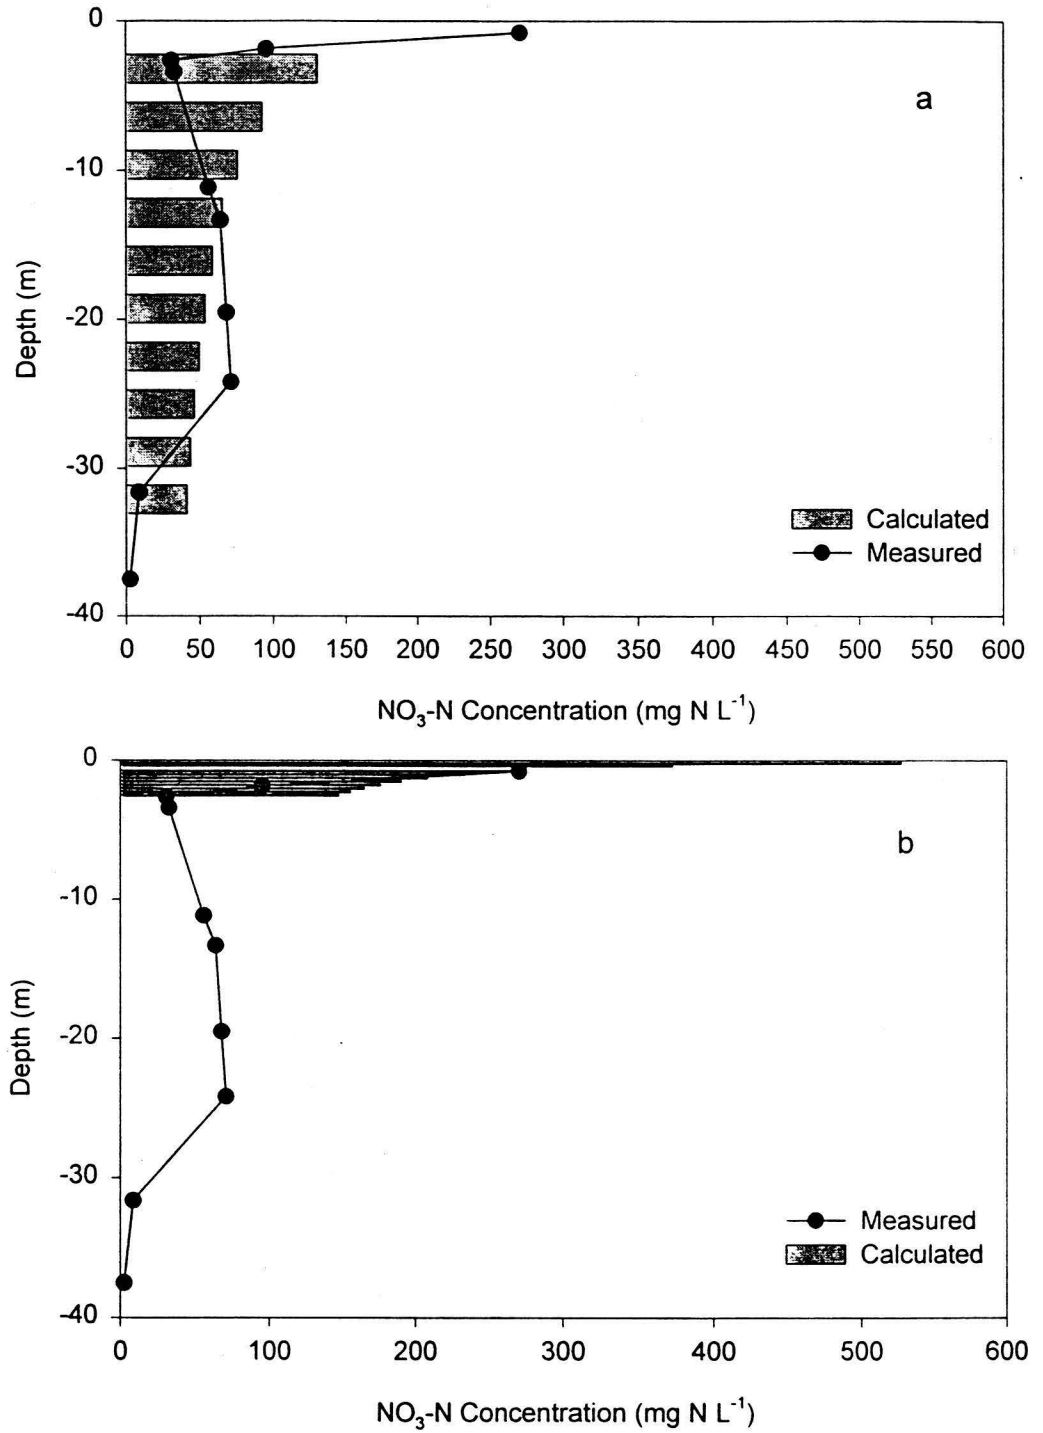 0
-10
-20
-30
-40
Depth (m)
a
Calculated
Measured
0 50 100 150 200 250 300 350 400 450 500 550 600
NO₃-N Concentration (mg N L⁻¹)
0
-10
-20
-30
-40
Depth (m)
b
Measured
Calculated
0 100 200 300 400 500 600
NO₃-N Concentration (mg N L⁻¹)